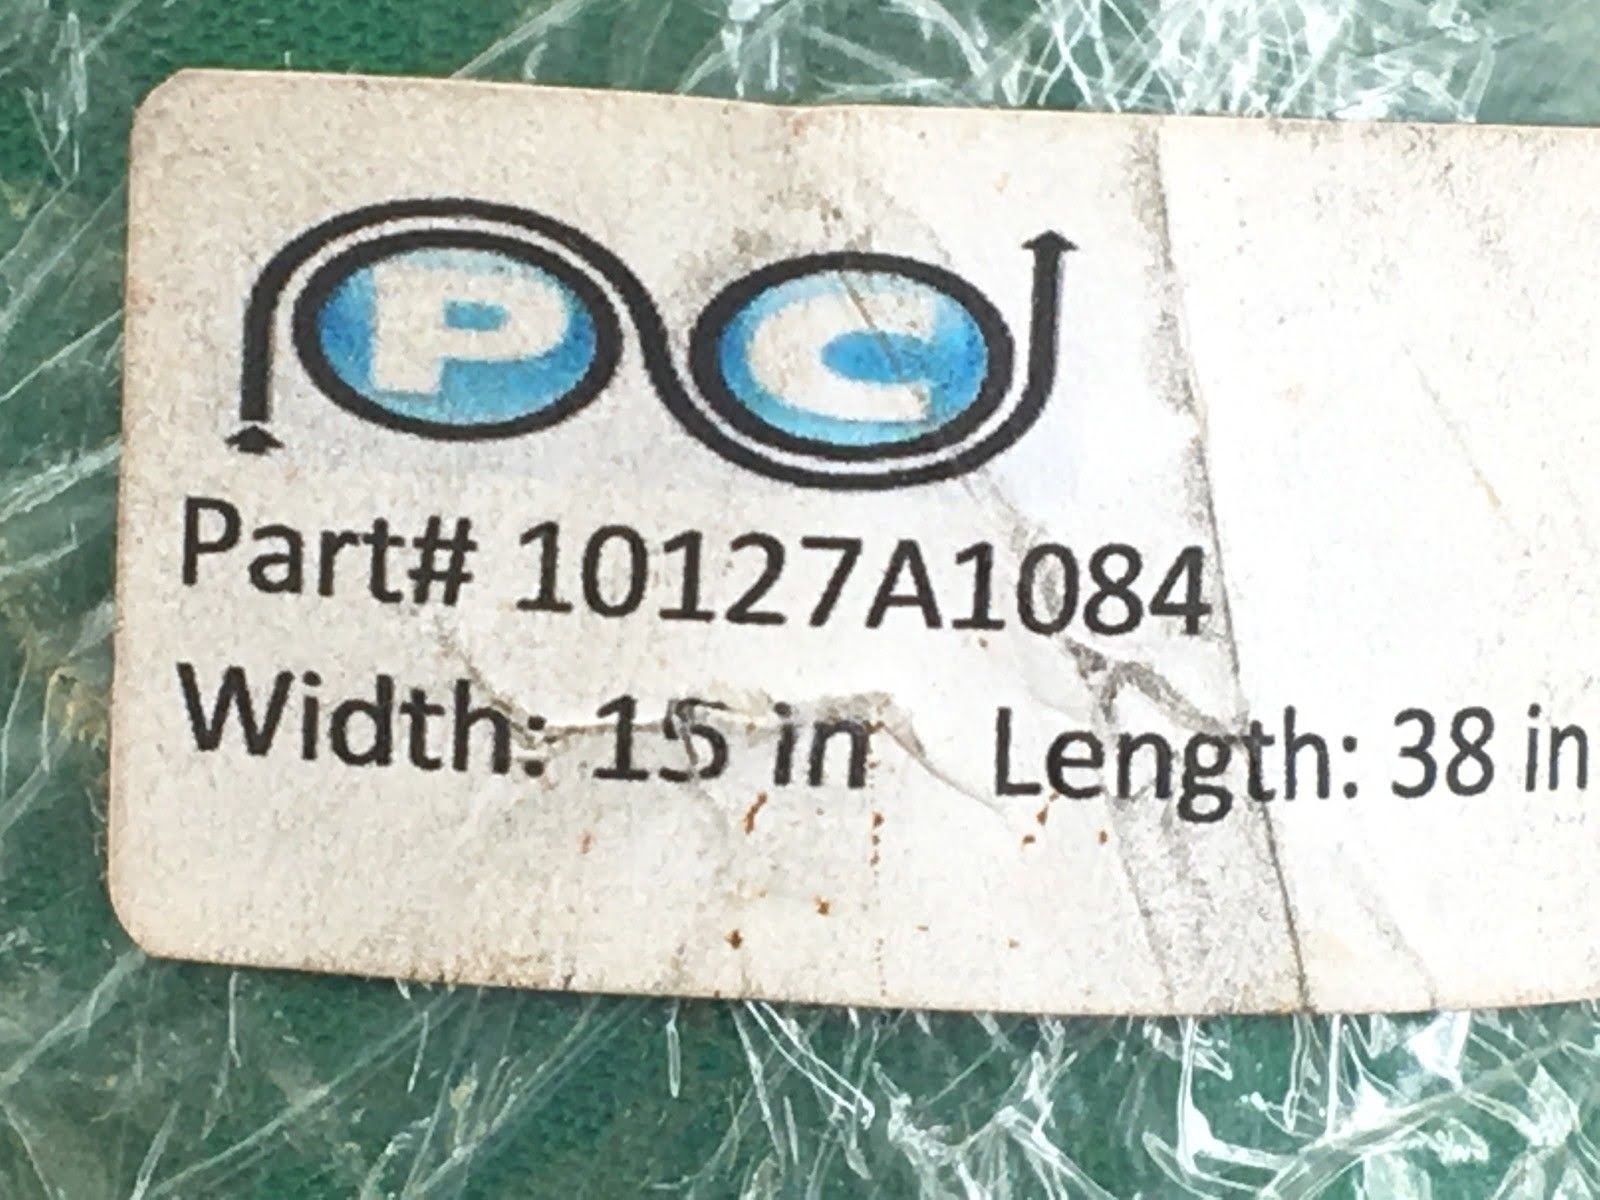 PC
Part# 10127A1084
Width: 15 in Length: 38 in